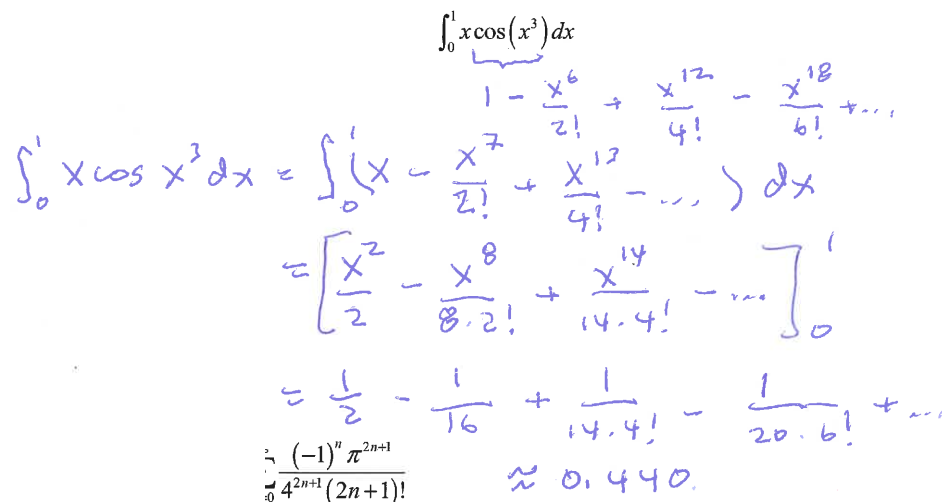 ∫₀¹ x cos(x³) dx
1 - x⁶/2! + x¹²/4! - x¹⁸/6! + ...
∫₀¹ x cos x³ dx = ∫₀¹ (x - x⁷/2! + x¹³/4! - ...) dx
= [x²/2 - x⁸/(8·2!) + x¹⁴/(14·4!) - ...]₀¹
= 1/2 - 1/16 + 1/(14·4!) - 1/(20·6!) + ...
(-1)ⁿ π²ⁿ⁺¹ / 4²ⁿ⁺¹(2n+1)!
≈ 0.440